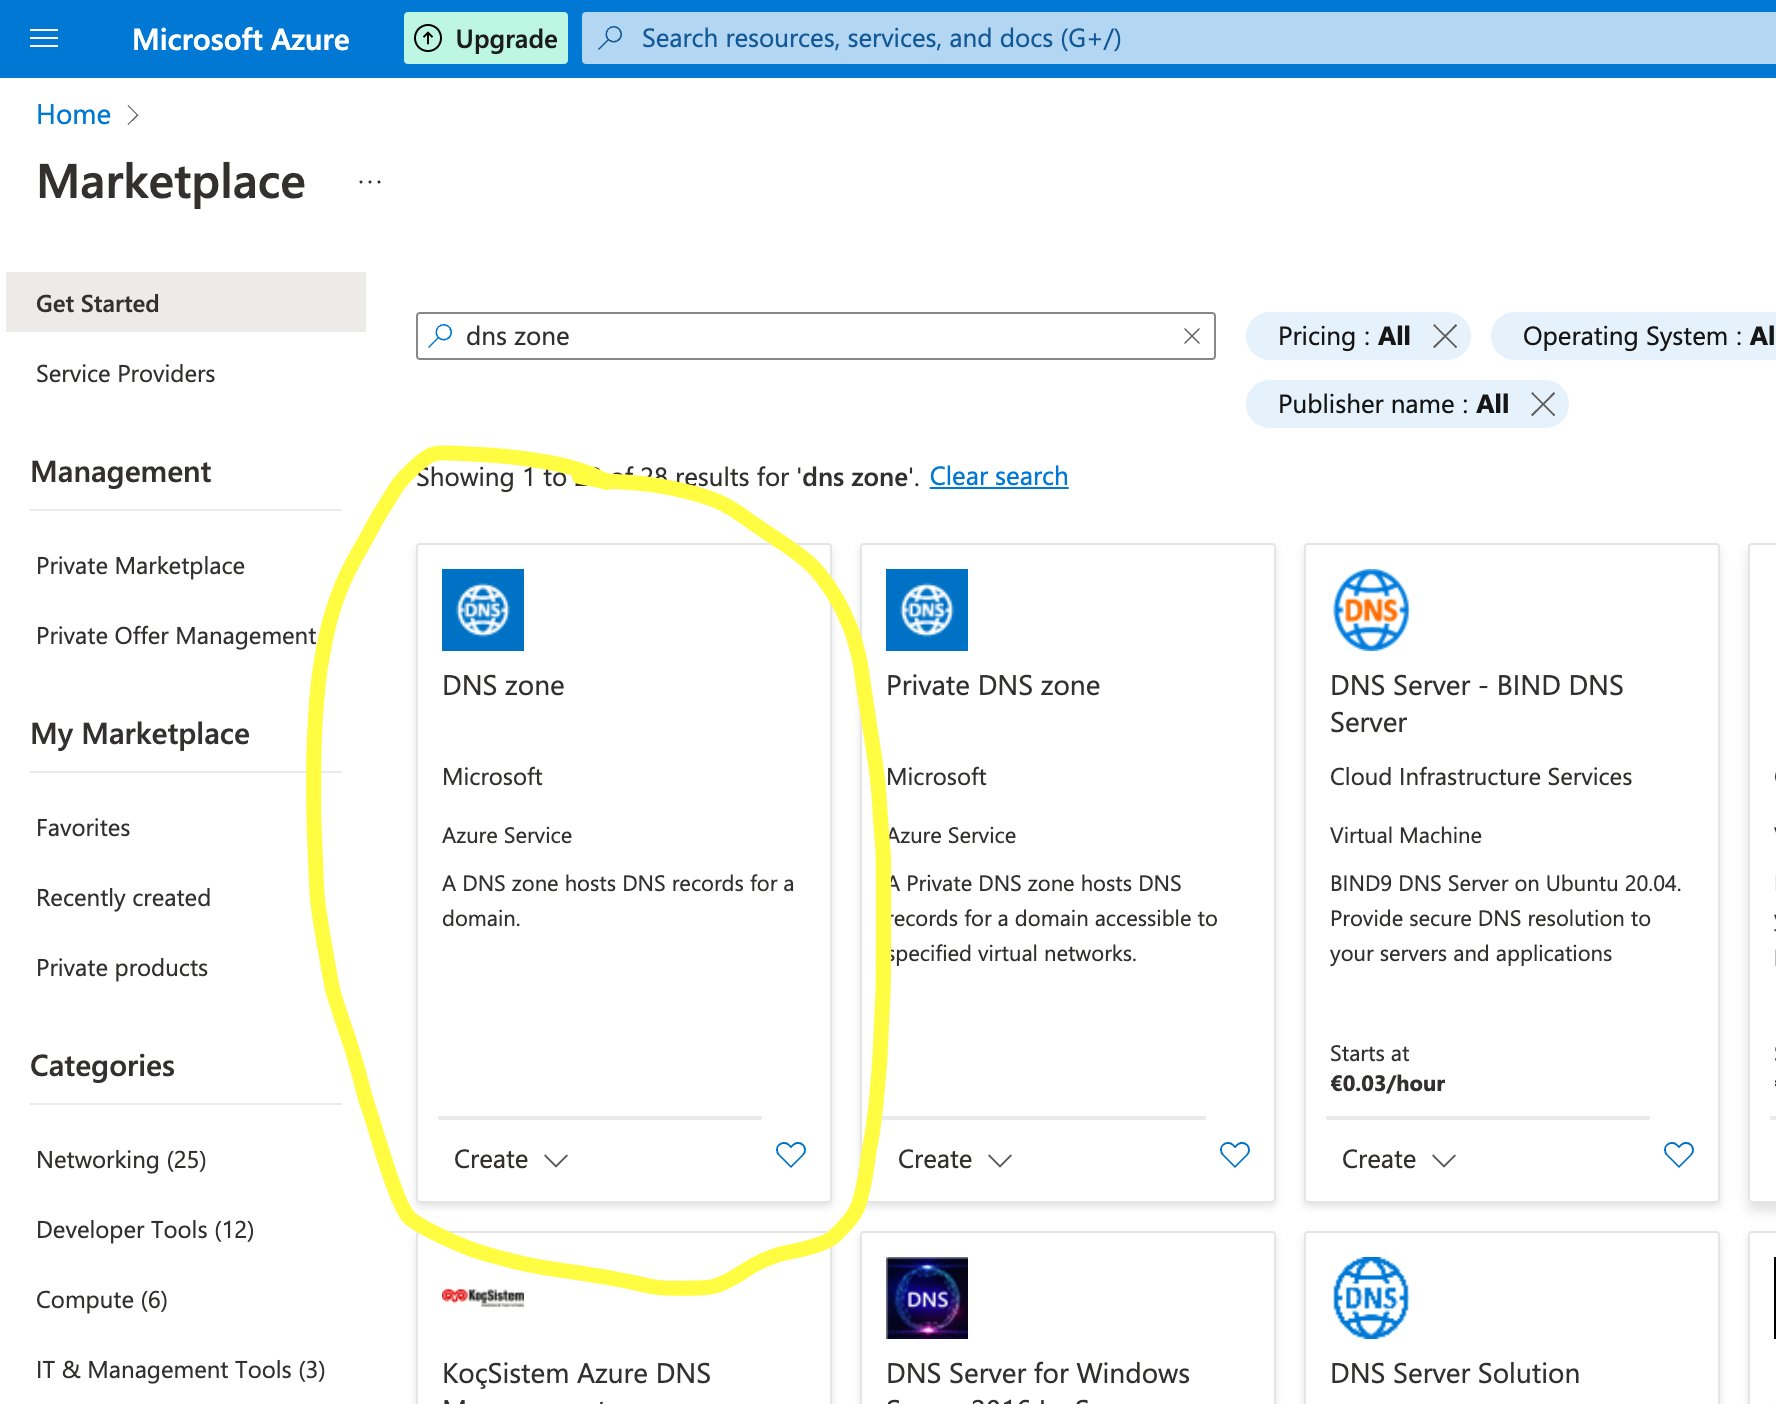 Microsoft Azure
Upgrade
Search resources, services, and docs (G+/)
Home
Marketplace
...
Get Started
Service Providers
Management
Private Marketplace
Private Offer Management
My Marketplace
Favorites
Recently created
Private products
Categories
Networking (25)
Developer Tools (12)
Compute (6)
IT & Management Tools (3)
dns zone
Pricing : All
Operating System : Al
Publisher name : All
Showing 1 to of 28 results for 'dns zone'. Clear search
DNS
DNS zone
Microsoft
Azure Service
A DNS zone hosts DNS records for a
domain.
Create
DNS
Private DNS zone
Microsoft
Azure Service
A Private DNS zone hosts DNS
records for a domain accessible to
specified virtual networks.
Create
DNS
DNS Server - BIND DNS
Server
Cloud Infrastructure Services
Virtual Machine
BIND9 DNS Server on Ubuntu 20.04.
Provide secure DNS resolution to
your servers and applications
Starts at
€0.03/hour
Create
KoçSistem
KoçSistem Azure DNS
DNS
DNS Server for Windows
DNS
DNS Server Solution